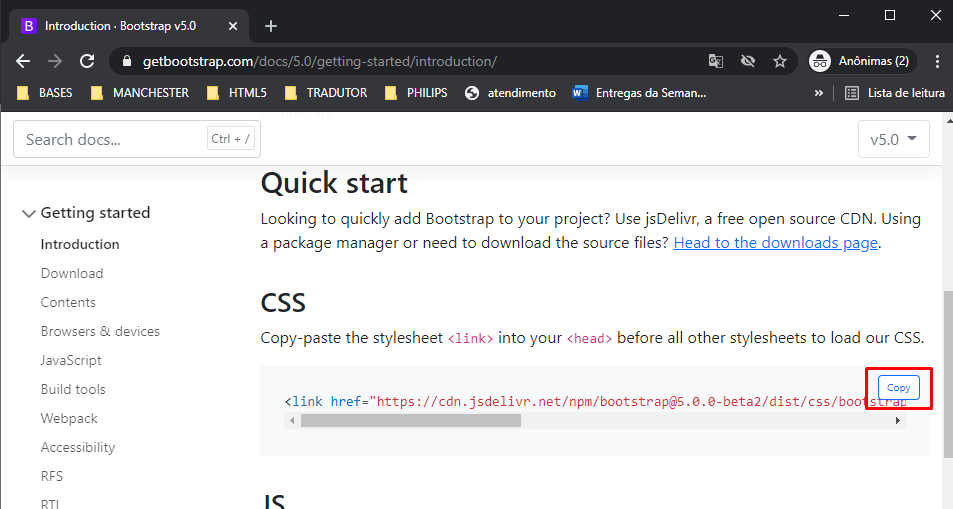 Introduction · Bootstrap v5.0
getbootstrap.com/docs/5.0/getting-started/introduction/
Anônimas (2)
BASES
MANCHESTER
HTML5
TRADUTOR
PHILIPS
atendimento
Entregas da Seman...
»
Lista de leitura
Search docs...
Ctrl + /
v5.0
Getting started
Introduction
Download
Contents
Browsers & devices
JavaScript
Build tools
Webpack
Accessibility
RFS
RTL
Quick start
Looking to quickly add Bootstrap to your project? Use jsDelivr, a free open source CDN. Using
a package manager or need to download the source files? Head to the downloads page.
CSS
Copy-paste the stylesheet <link> into your <head> before all other stylesheets to load our CSS.
Copy
<link href="https://cdn.jsdelivr.net/npm/bootstrap@5.0.0-beta2/dist/css/bootstrap
JS